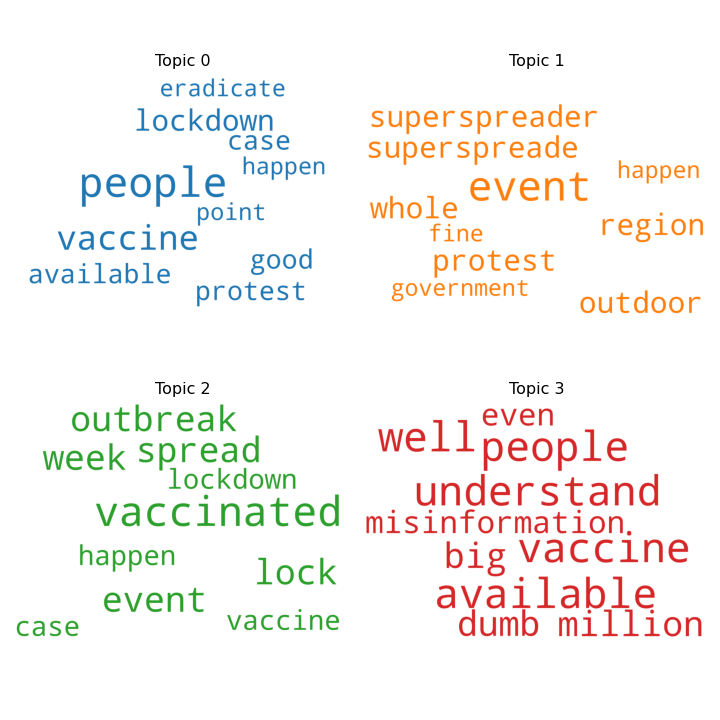 Topic 0
eradicate
lockdown
case
happen
people
point
vaccine
good
available
protest
Topic 1
superspreader
superspreade
happen
event
whole
region
fine
protest
government
outdoor
Topic 2
outbreak
week spread
lockdown
vaccinated
happen
lock
event
case
vaccine
Topic 3
even
well people
understand
misinformation
big vaccine
available
dumb million